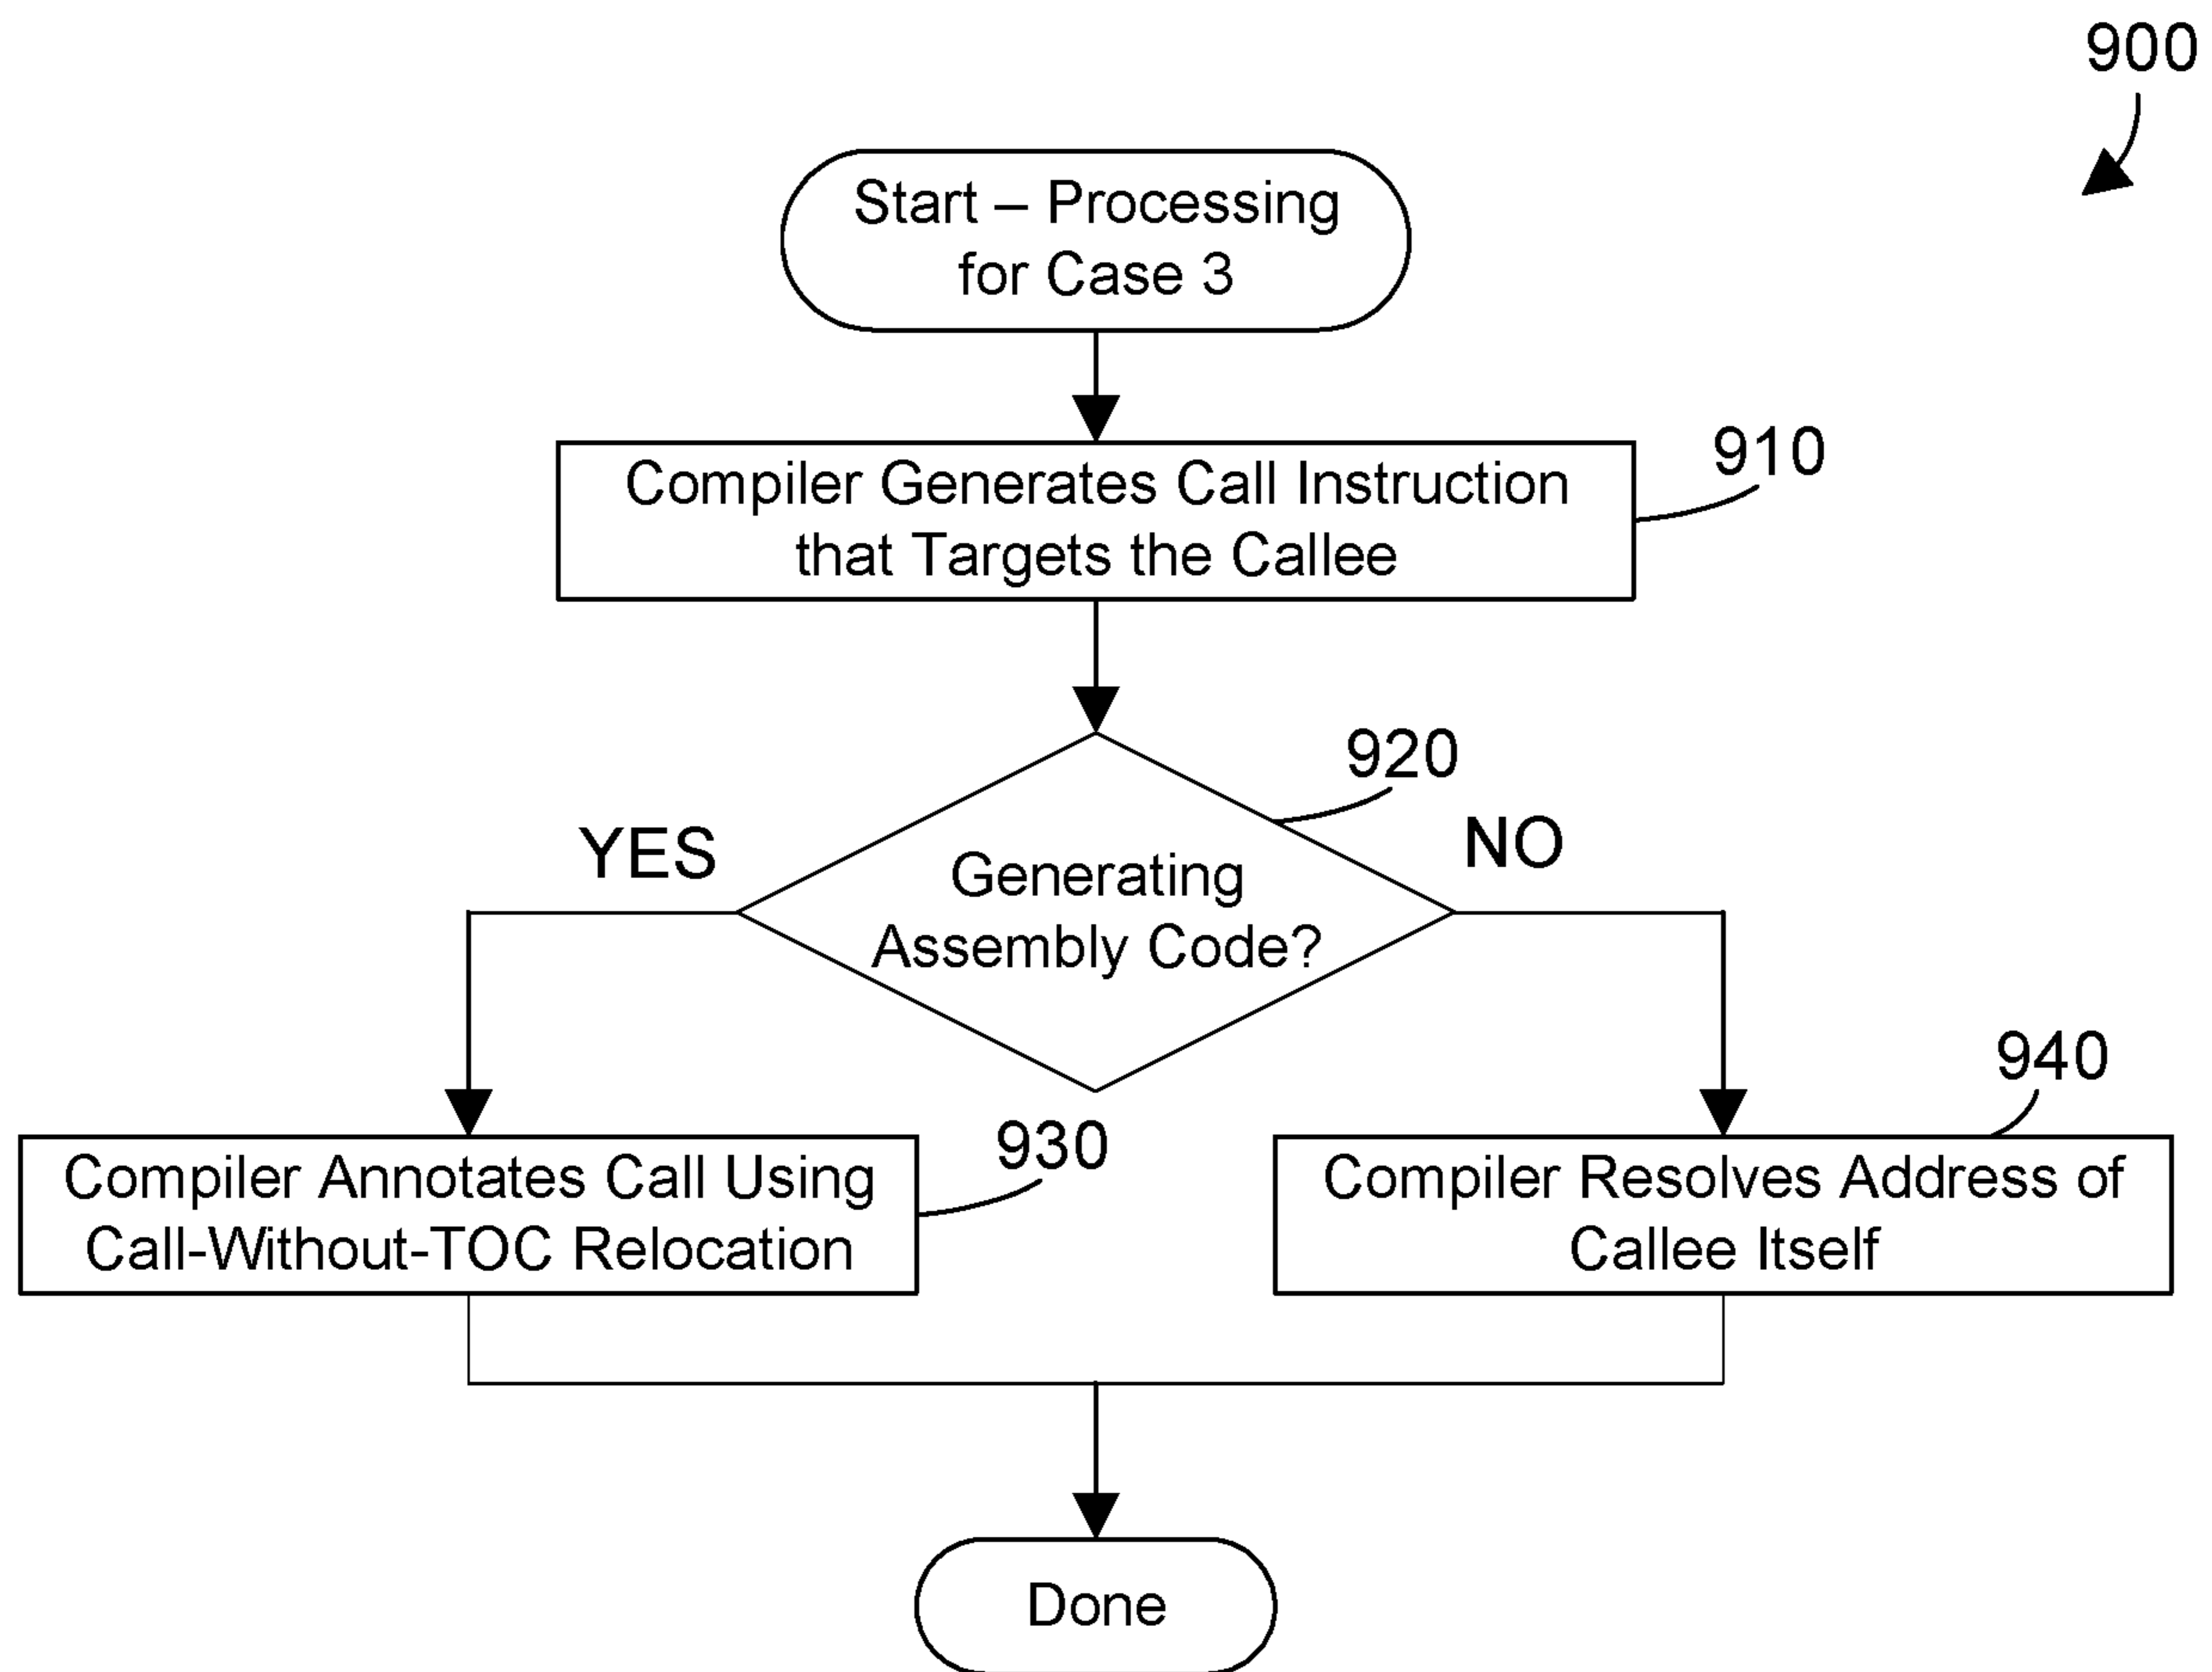 900
Start – Processing
for Case 3
910
Compiler Generates Call Instruction
that Targets the Callee
920
YES
NO
Generating
Assembly Code?
930
940
Compiler Annotates Call Using
Call-Without-TOC Relocation
Compiler Resolves Address of
Callee Itself
Done